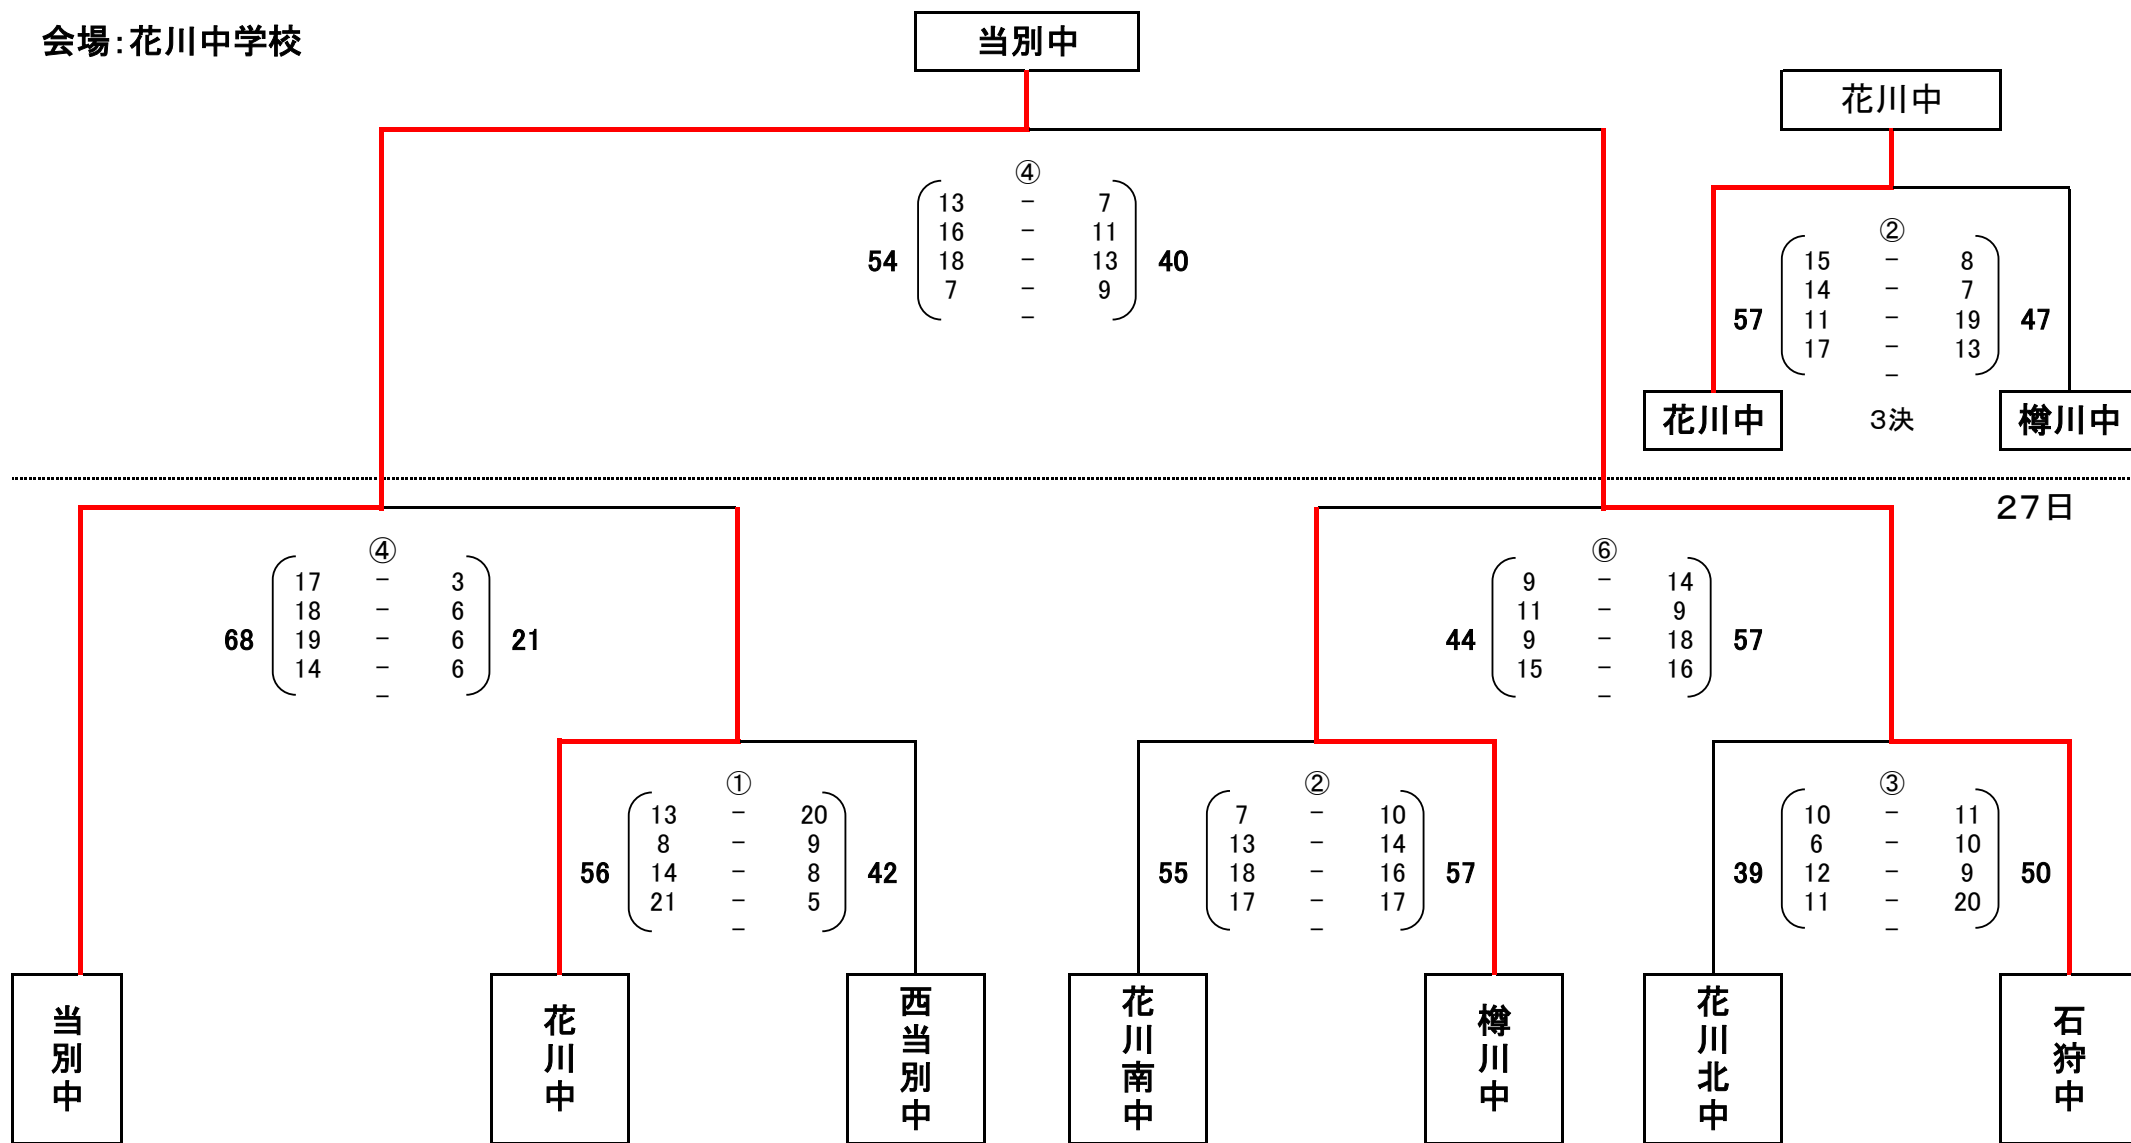 会場:花川中学校
当別中
花川中
④
13 - 7
16 - 11
54 18 - 13 40
7 - 9
-
②
15 - 8
14 - 7
57 11 - 19 47
17 - 13
-
花川中 3決 樽川中
27日
④
17 - 3
18 - 6
68 19 - 6 21
14 - 6
-
⑥
9 - 14
11 - 9
44 9 - 18 57
15 - 16
-
①
13 - 20
8 - 9
56 14 - 8 42
21 - 5
-
②
7 - 10
13 - 14
55 18 - 16 57
17 - 17
-
③
10 - 11
6 - 10
39 12 - 9 50
11 - 20
-
当別中
花川中
西当別中
花川南中
樽川中
花川北中
石狩中